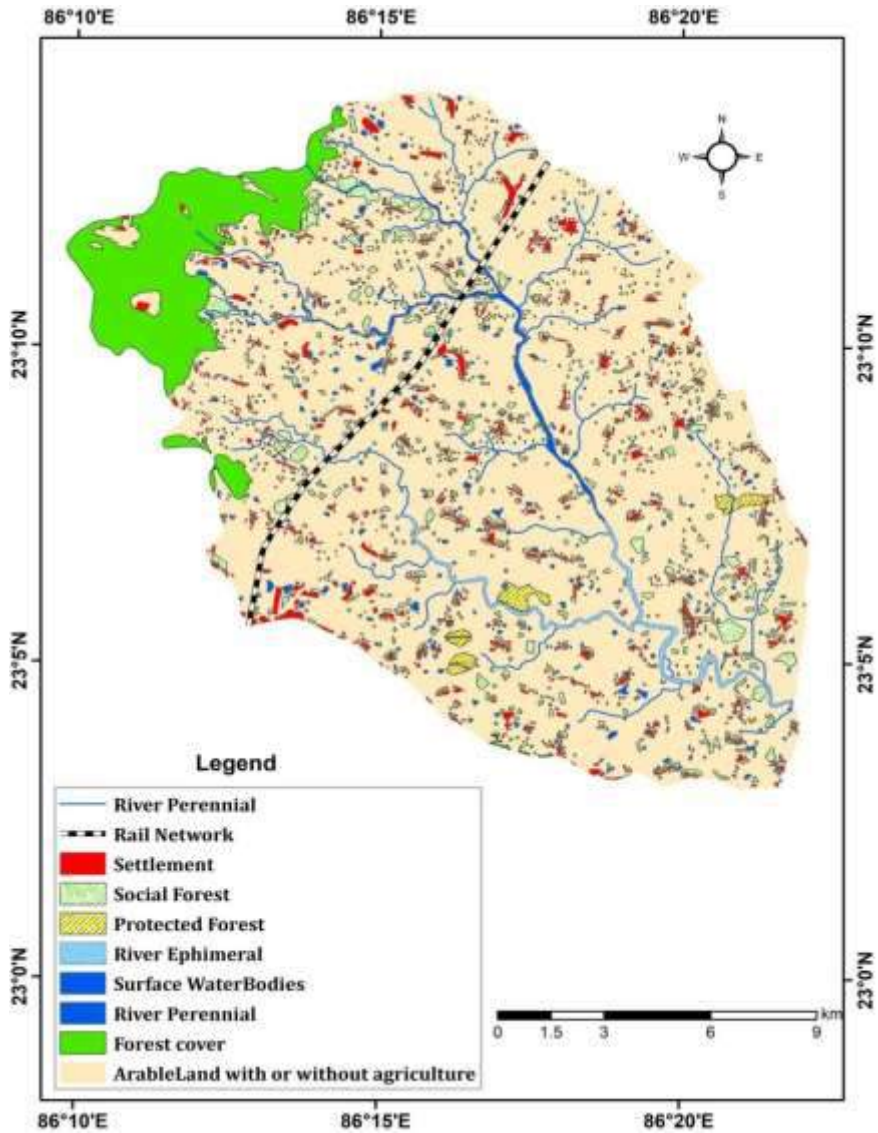 86°10'E 86°15'E 86°20'E
N
W E
S
23°10'N 23°10'N
23°5'N 23°5'N
Legend
River Perennial
Rail Network
Settlement
Social Forest
Protected Forest
River Ephimeral
Surface WaterBodies
River Perennial
Forest cover
ArableLand with or without agriculture
23°0'N 23°0'N
km
0 1.5 3 6 9
86°10'E 86°15'E 86°20'E